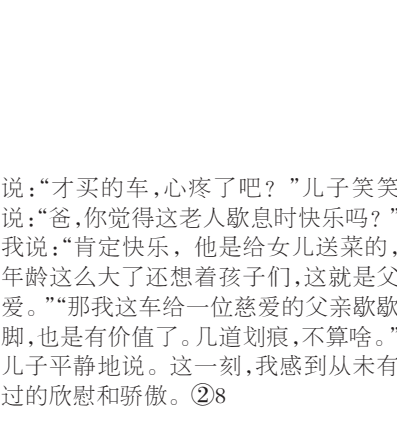 说:“才买的车,心疼了吧? ”儿子笑笑
说:“爸,你觉得这老人歇息时快乐吗? ”
我说:“肯定快乐, 他是给女儿送菜的,
年龄这么大了还想着孩子们,这就是父
爱。”“那我这车给一位慈爱的父亲歇歇
脚,也是有价值了。几道划痕,不算啥。”
儿子平静地说。这一刻,我感到从未有
过的欣慰和骄傲。②8